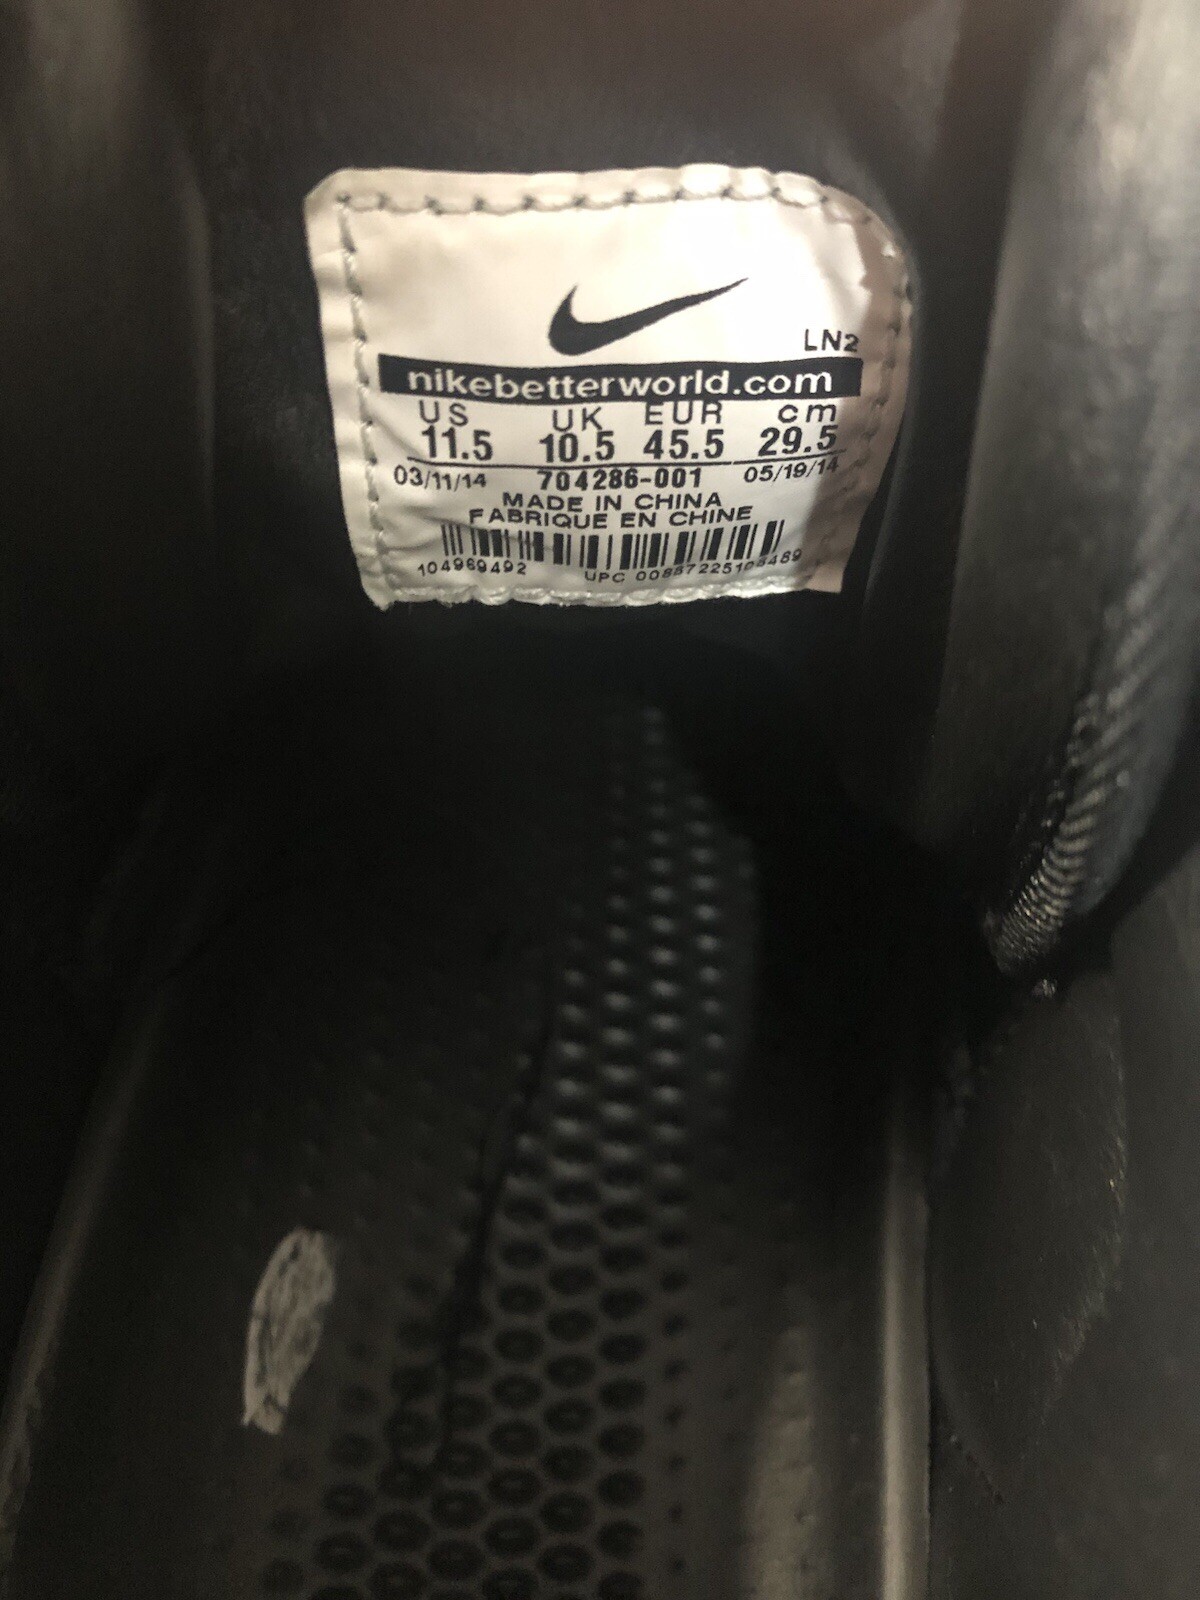 LN2
nikebetterworld.com
US UK EUR cm
11.5 10.5 45.5 29.5
03/11/14 704286-001 05/19/14
MADE IN CHINA
FABRIQUE EN CHINE
104969492 UPC